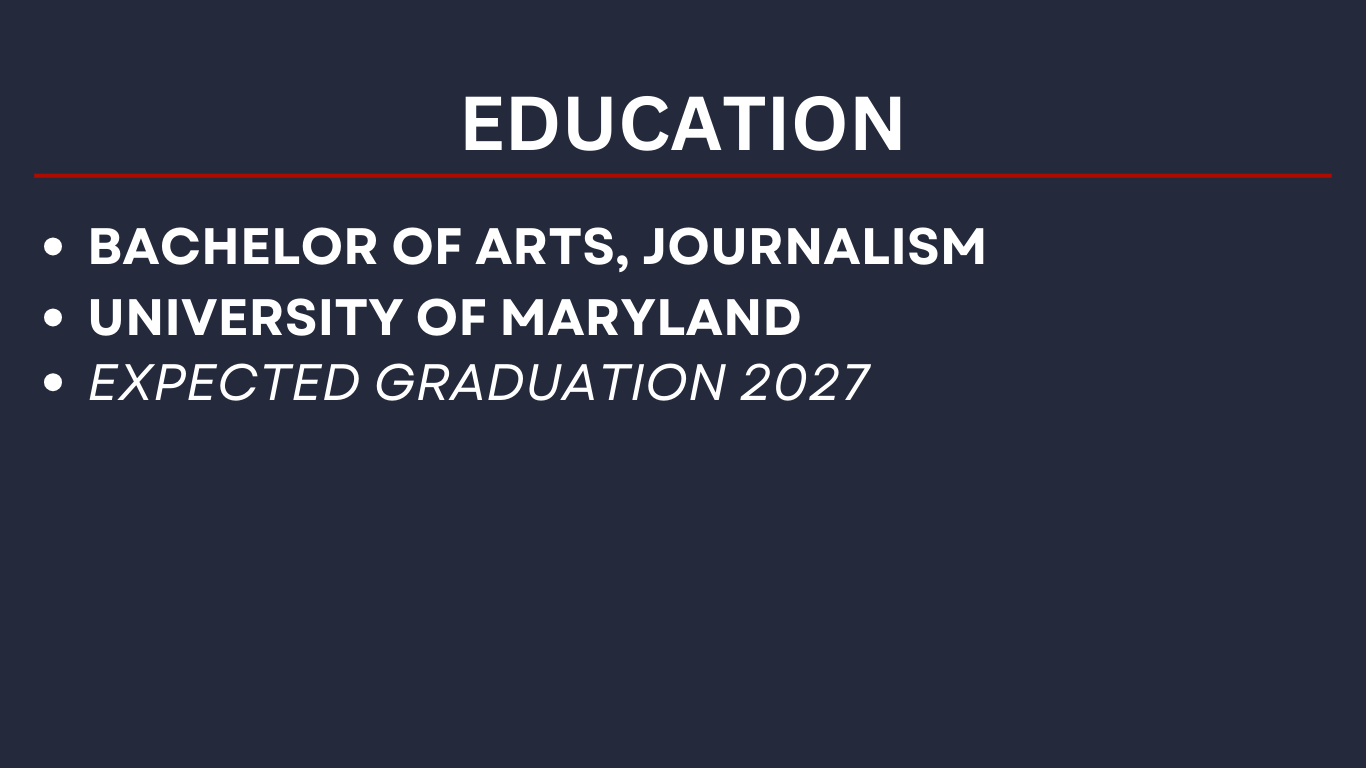 EDUCATION
BACHELOR OF ARTS, JOURNALISM
UNIVERSITY OF MARYLAND
EXPECTED GRADUATION 2027